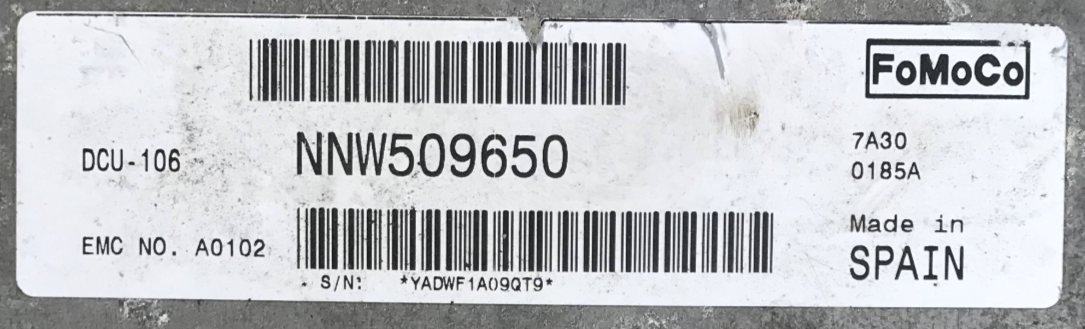 FoMoCo
DCU-106
NNW509650
7A30
0185A
EMC NO. A0102
S/N: *YADWF1A09QT9*
Made in
SPAIN